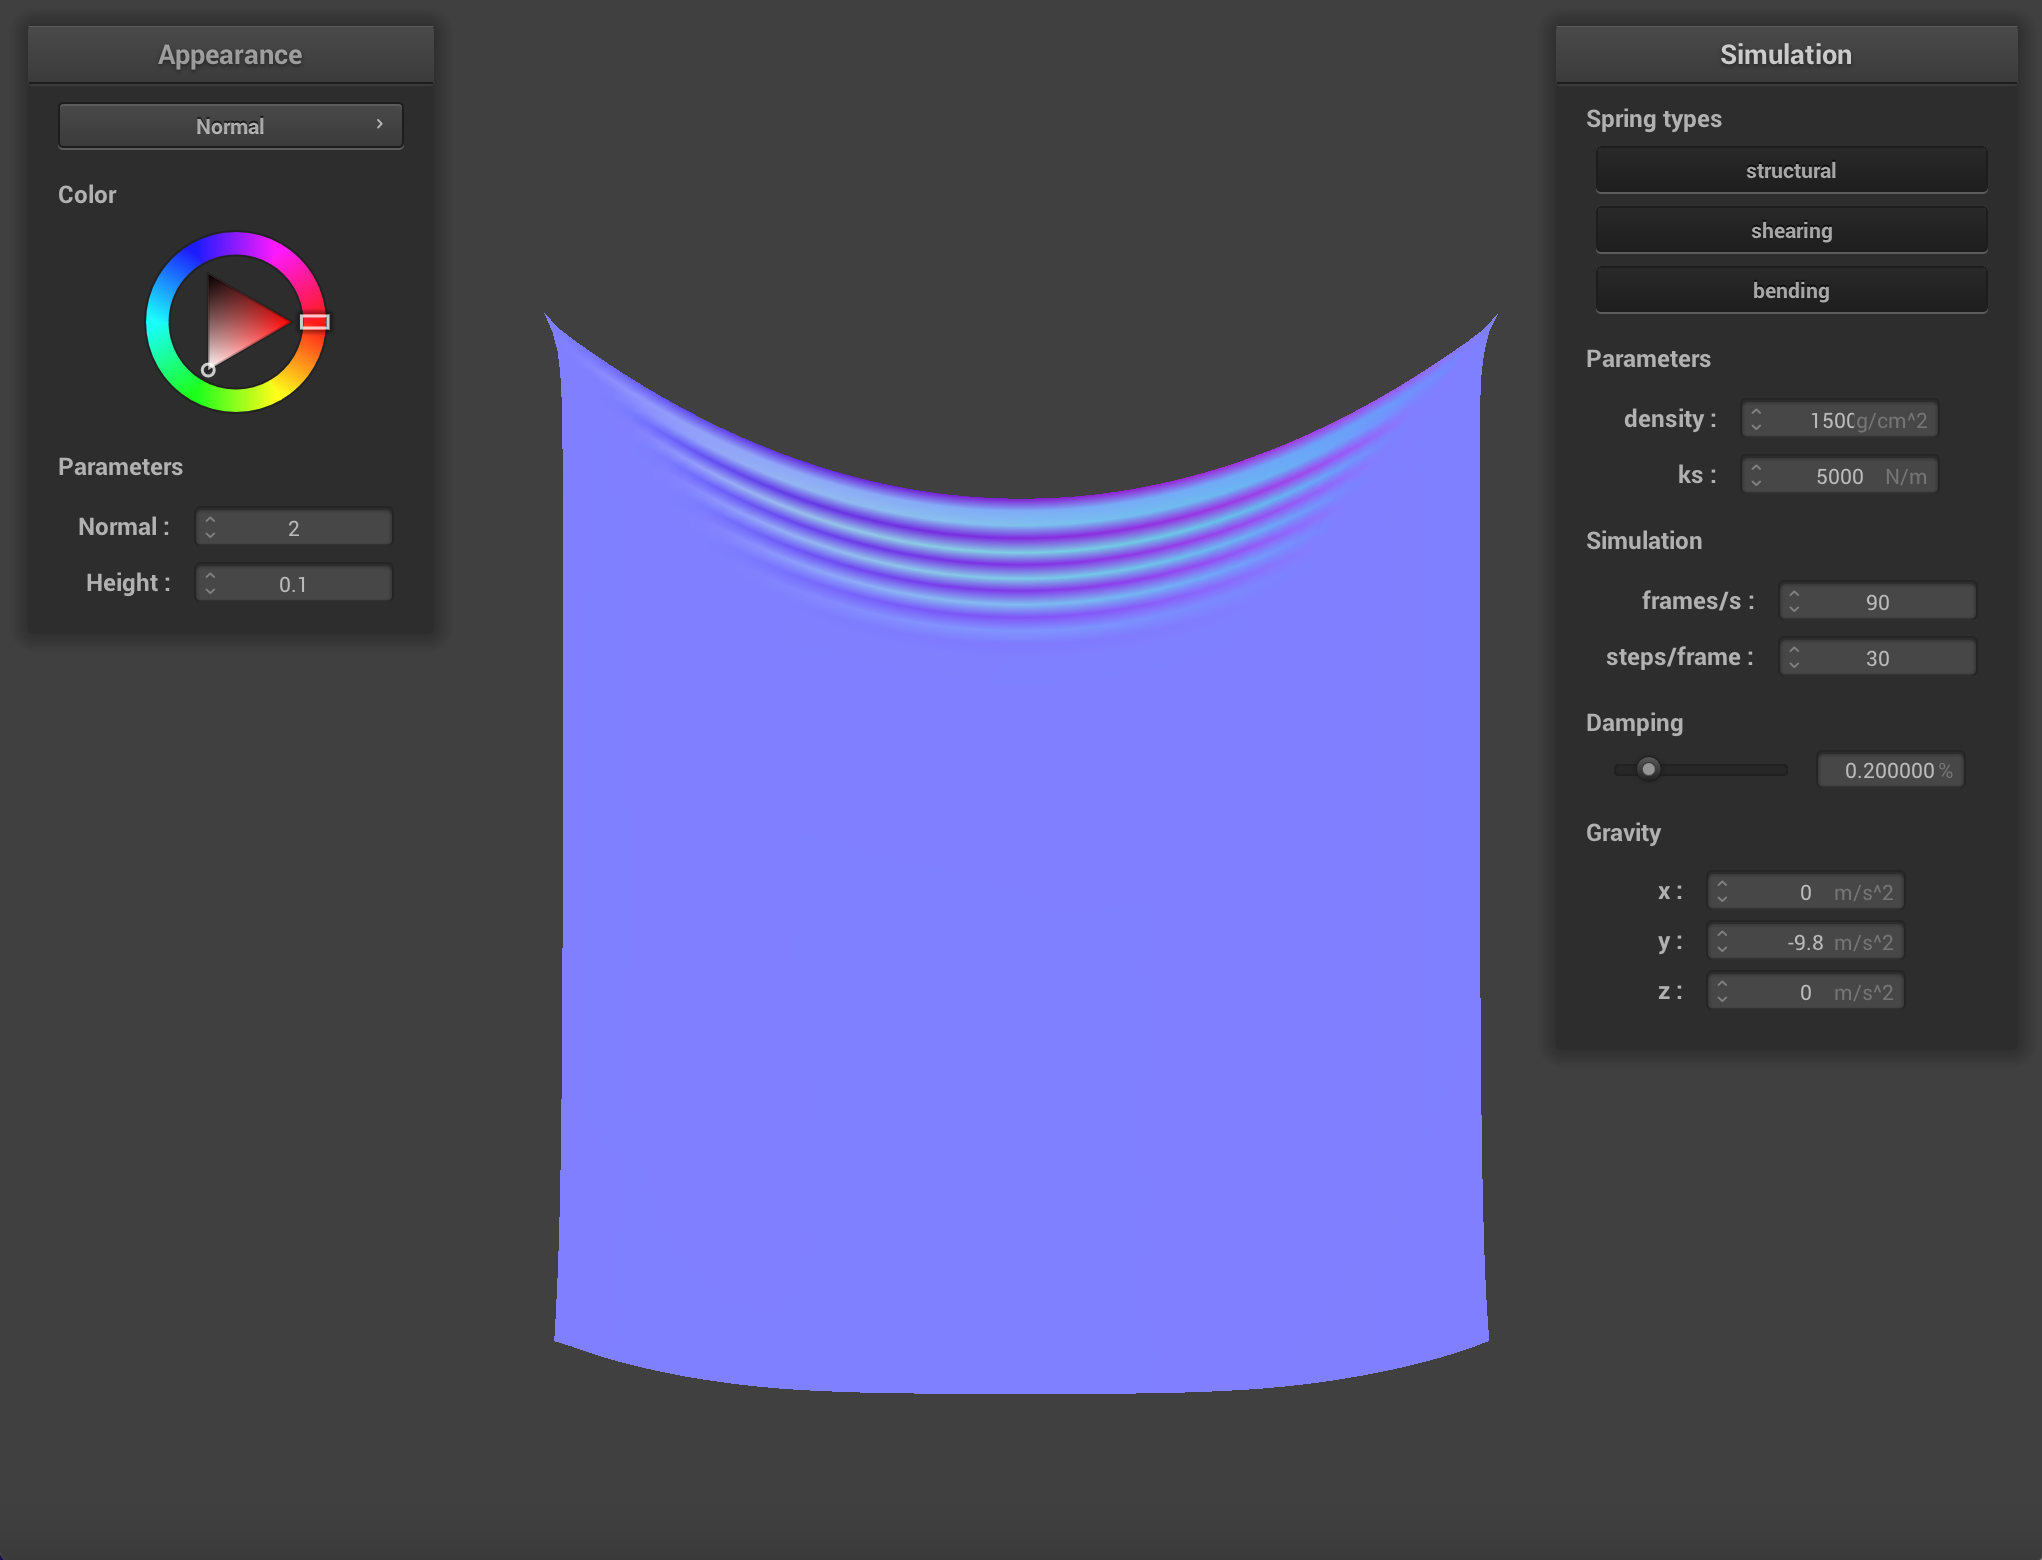 Appearance
Normal
Color
Parameters
Normal : 2
Height : 0.1
Simulation
Spring types
structural
shearing
bending
Parameters
density : 1500 g/cm^2
ks : 5000 N/m
Simulation
frames/s : 90
steps/frame : 30
Damping
0.200000 %
Gravity
x : 0 m/s^2
y : -9.8 m/s^2
z : 0 m/s^2